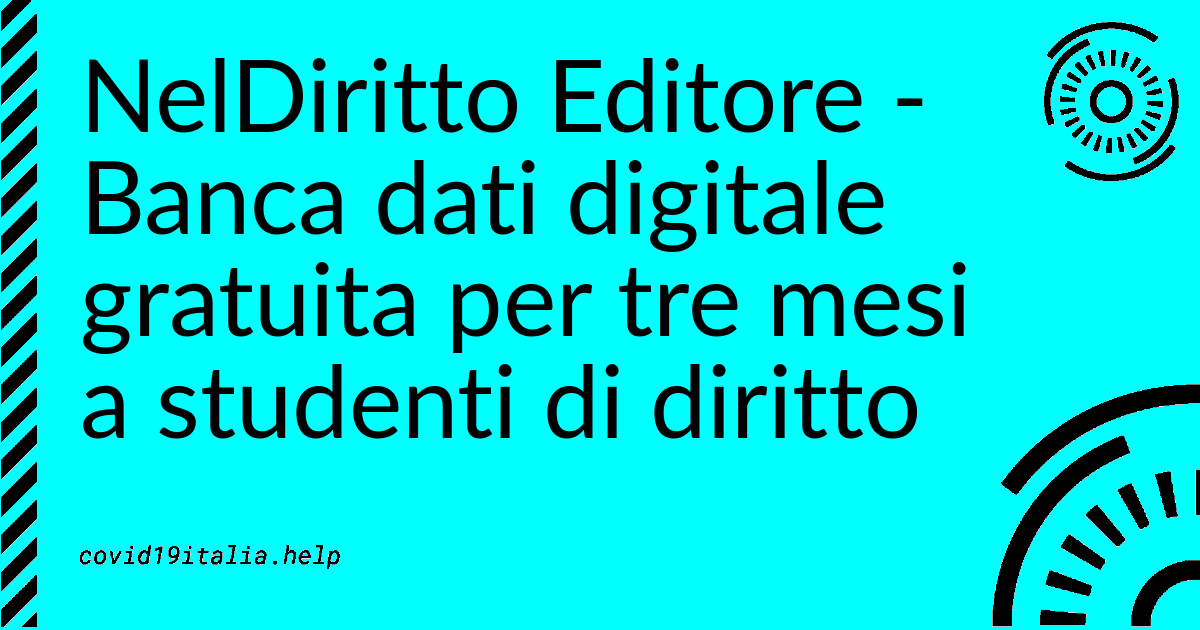 NelDiritto Editore -
Banca dati digitale
gratuita per tre mesi
a studenti di diritto
covid19italia.help